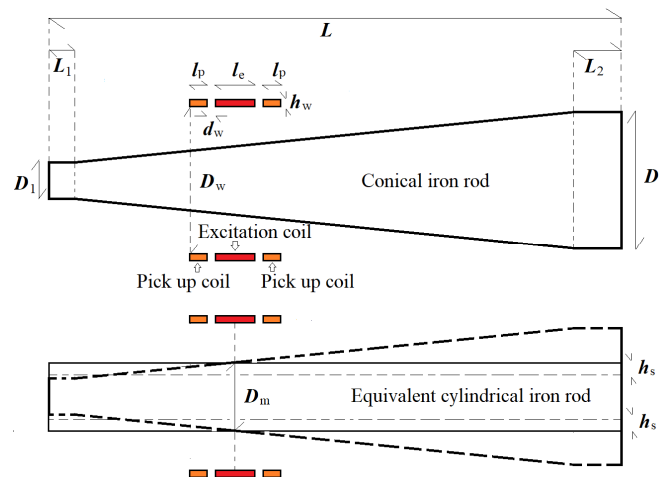 L
L1
L2
lp
le
lp
hw
dw
D1
Dw
Conical iron rod
D
Excitation coil
Pick up coil
Pick up coil
hs
Dm
Equivalent cylindrical iron rod
hs